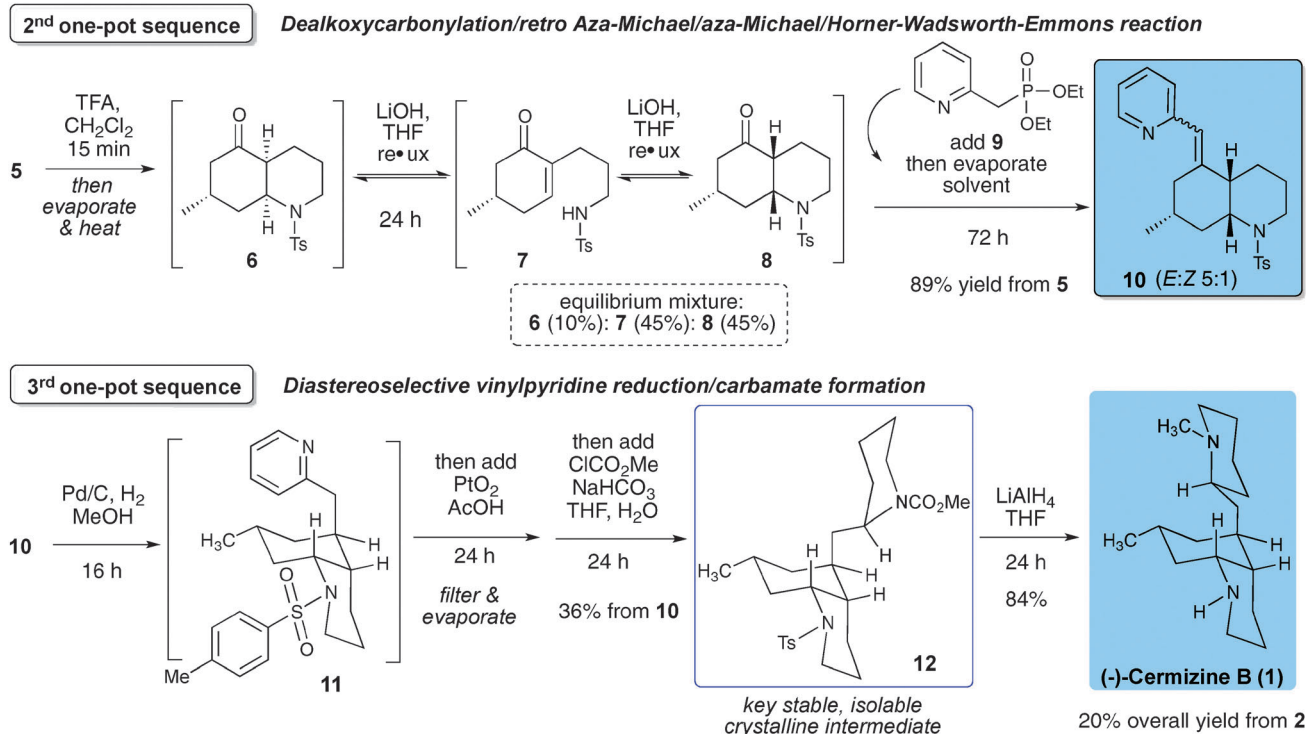 2nd one-pot sequence
Dealkoxycarbonylation/retro Aza-Michael/aza-Michael/Horner-Wadsworth-Emmons reaction
5
TFA,
CH2Cl2
15 min
then
evaporate
& heat
O
H
H
N
Ts
6
LiOH,
THF
re•ux
24 h
O
HN
Ts
7
LiOH,
THF
re•ux
O
H
H
N
Ts
8
equilibrium mixture:
6 (10%): 7 (45%): 8 (45%)
N
O
P
OEt
OEt
add 9
then evaporate
solvent
72 h
89% yield from 5
N
H
H
N
Ts
10 (E:Z 5:1)
3rd one-pot sequence
Diastereoselective vinylpyridine reduction/carbamate formation
10
Pd/C, H2
MeOH
16 h
N
H
H3C
H
H
O
N
S
O
Me
11
then add
PtO2
AcOH
24 h
filter &
evaporate
then add
ClCO2Me
NaHCO3
THF, H2O
24 h
36% from 10
NCO2Me
H
H
H3C
H
H
N
Ts
12
key stable, isolable
crystalline intermediate
LiAlH4
THF
24 h
84%
H3C
N
H
H
H3C
H
H
N
H
(-)-Cermizine B (1)
20% overall yield from 2